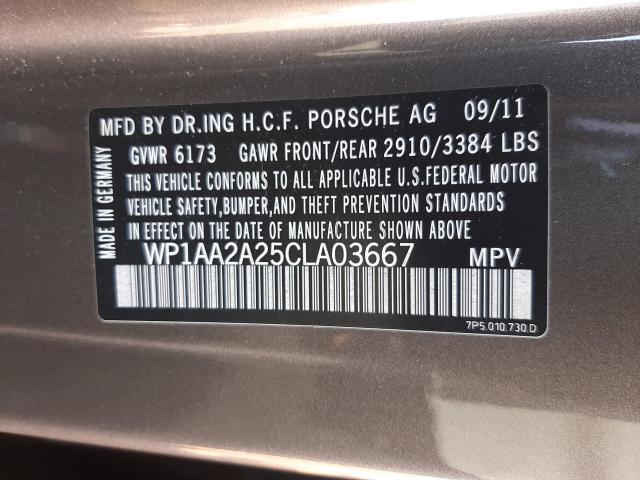 MFD BY DR.ING H.C.F. PORSCHE AG 09/11
GVWR 6173 GAWR FRONT/REAR 2910/3384 LBS
THIS VEHICLE CONFORMS TO ALL APPLICABLE U.S.FEDERAL MOTOR
VEHICLE SAFETY,BUMPER,AND THEFT PREVENTION STANDARDS
IN EFFECT ON THE DATE OF MANUFACTURE SHOWN ABOVE.
WP1AA2A25CLA03667 MPV
7P5.010.730.D
MADE IN GERMANY